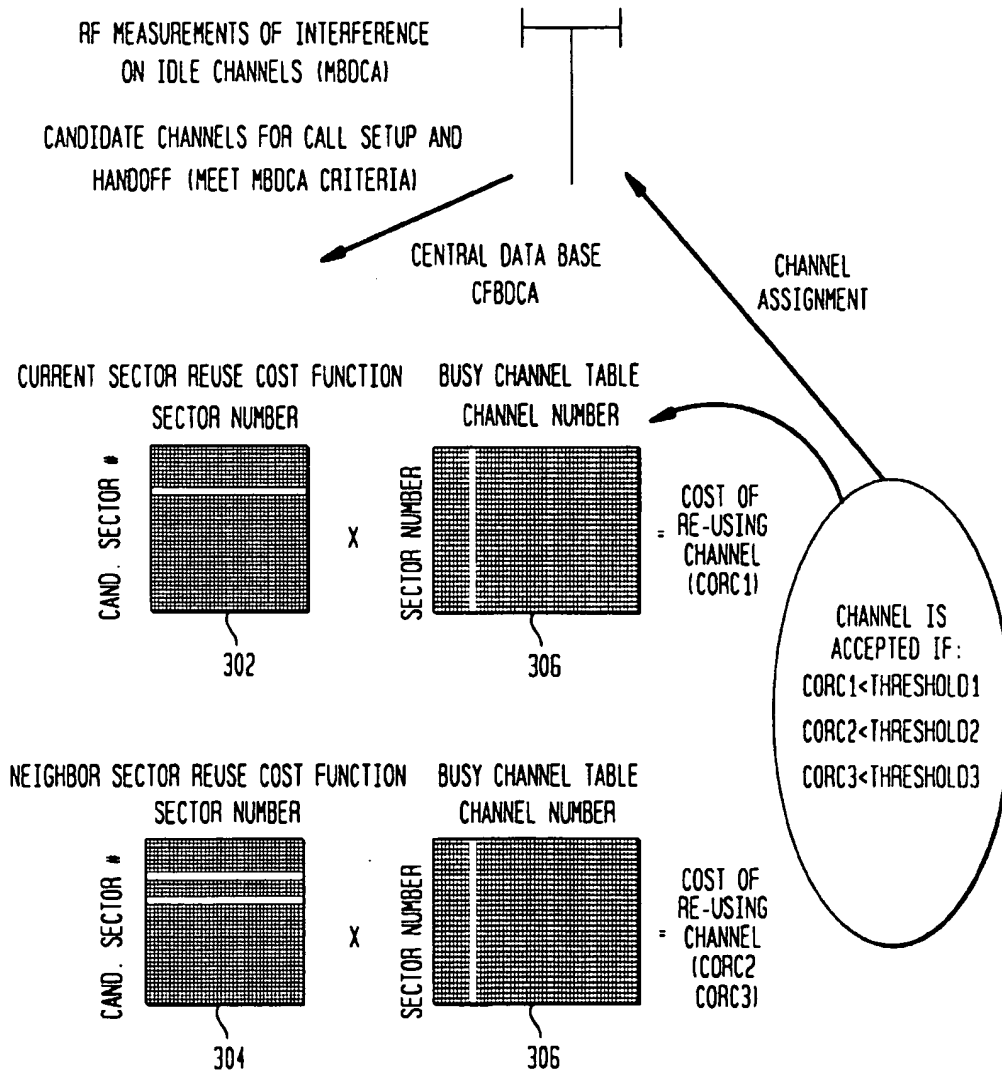 RF MEASUREMENTS OF INTERFERENCE
ON IDLE CHANNELS (MBDCA)
CANDIDATE CHANNELS FOR CALL SETUP AND
HANDOFF (MEET MBDCA CRITERIA)
CENTRAL DATA BASE
CFBDCA
CHANNEL
ASSIGNMENT
CURRENT SECTOR REUSE COST FUNCTION
SECTOR NUMBER
CAND. SECTOR #
302
X
BUSY CHANNEL TABLE
CHANNEL NUMBER
SECTOR NUMBER
306
= COST OF
RE-USING
CHANNEL
(CORC1)
CHANNEL IS
ACCEPTED IF:
CORC1<THRESHOLD1
CORC2<THRESHOLD2
CORC3<THRESHOLD3
NEIGHBOR SECTOR REUSE COST FUNCTION
SECTOR NUMBER
CAND. SECTOR #
304
X
BUSY CHANNEL TABLE
CHANNEL NUMBER
SECTOR NUMBER
306
= COST OF
RE-USING
CHANNEL
(CORC2
CORC3)